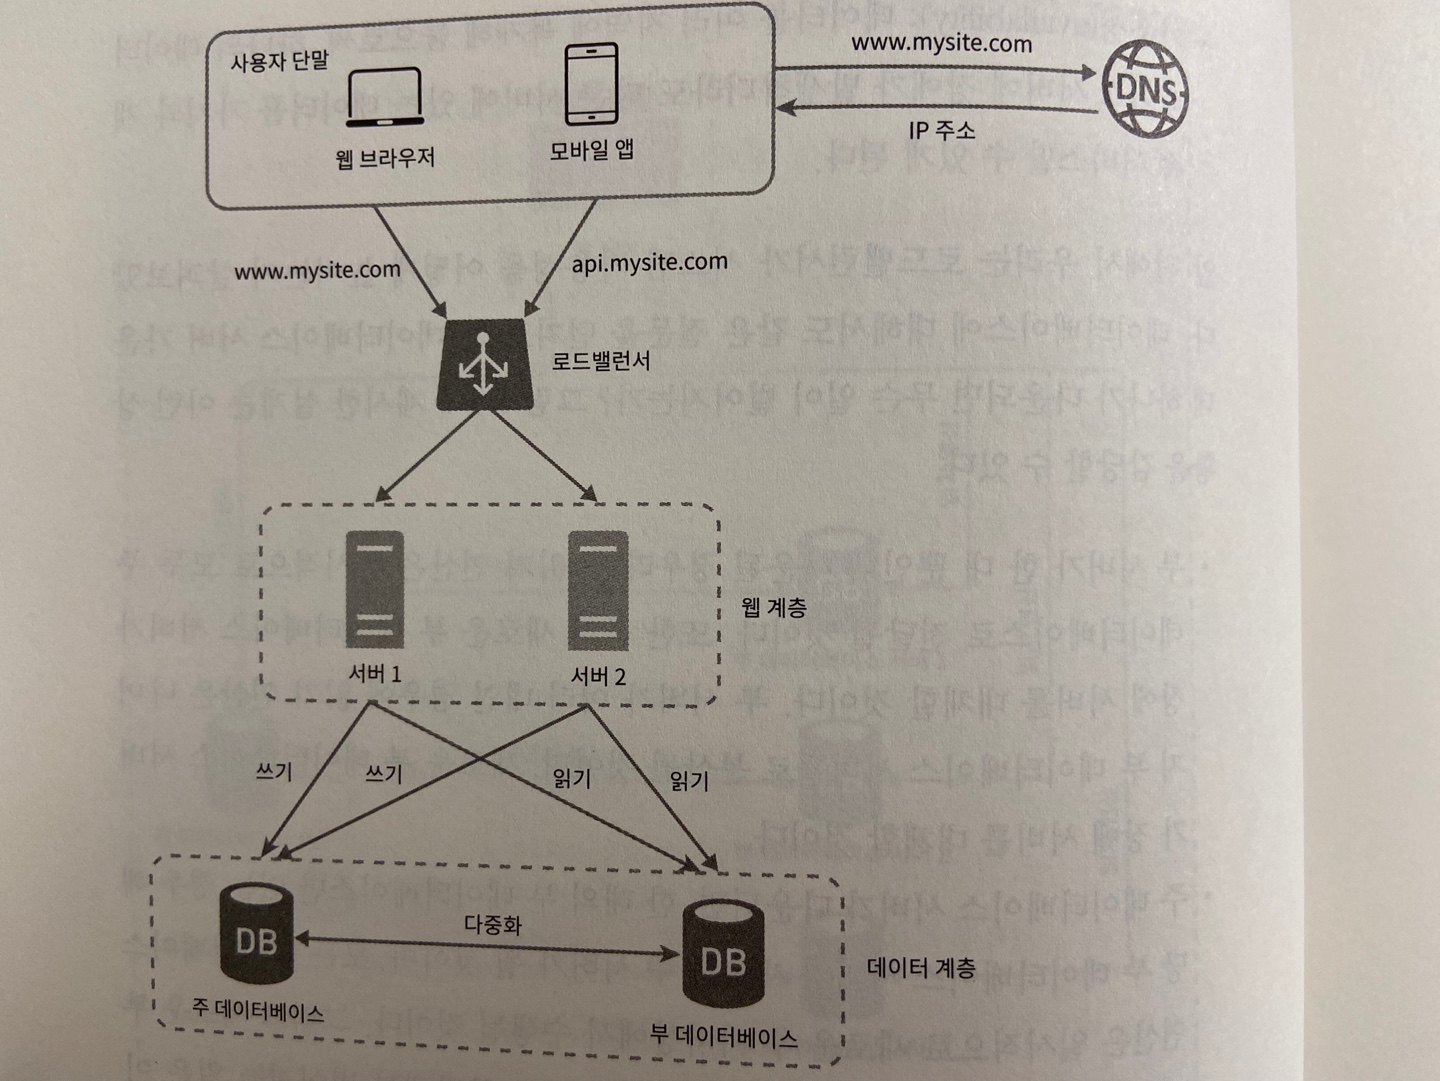 사용자 단말
웹 브라우저
모바일 앱
www.mysite.com
IP 주소
DNS
www.mysite.com
api.mysite.com
로드밸런서
서버 1
서버 2
웹 계층
쓰기
쓰기
읽기
읽기
DB
다중화
DB
데이터 계층
주 데이터베이스
부 데이터베이스